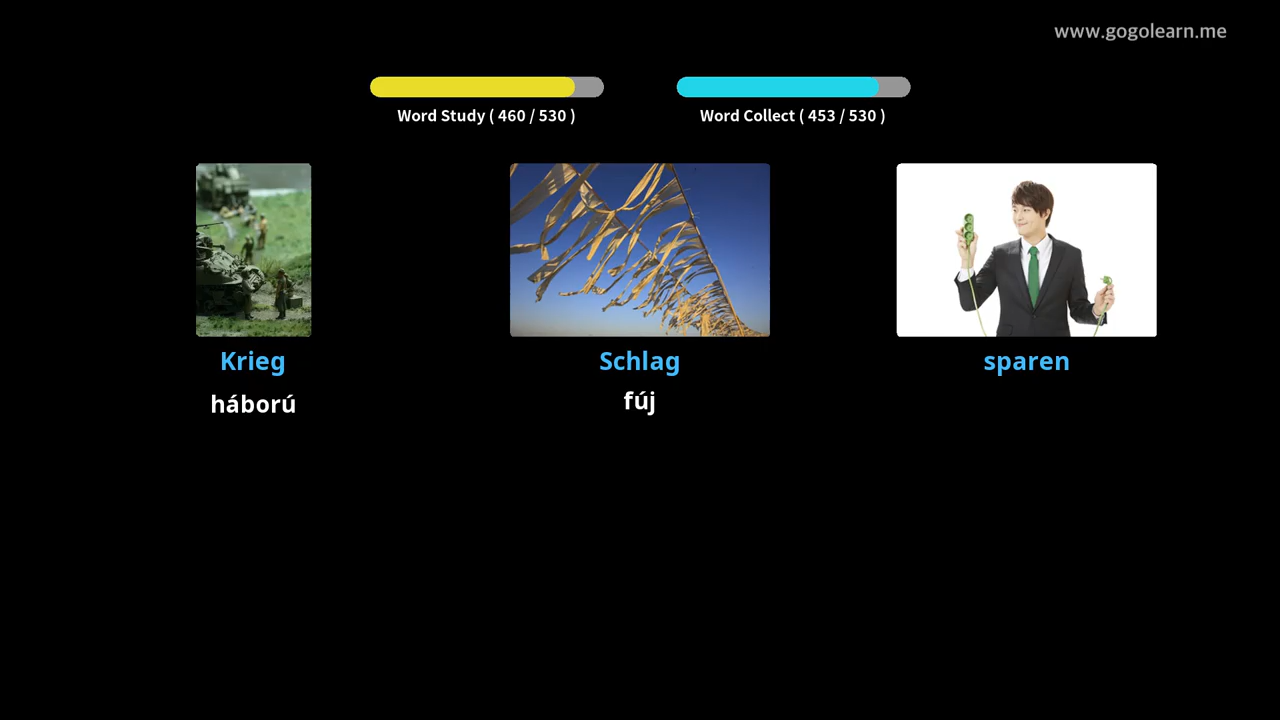 www.gogolearn.me
Word Study ( 460 / 530 )
Word Collect ( 453 / 530 )
Krieg
háború
Schlag
fúj
sparen